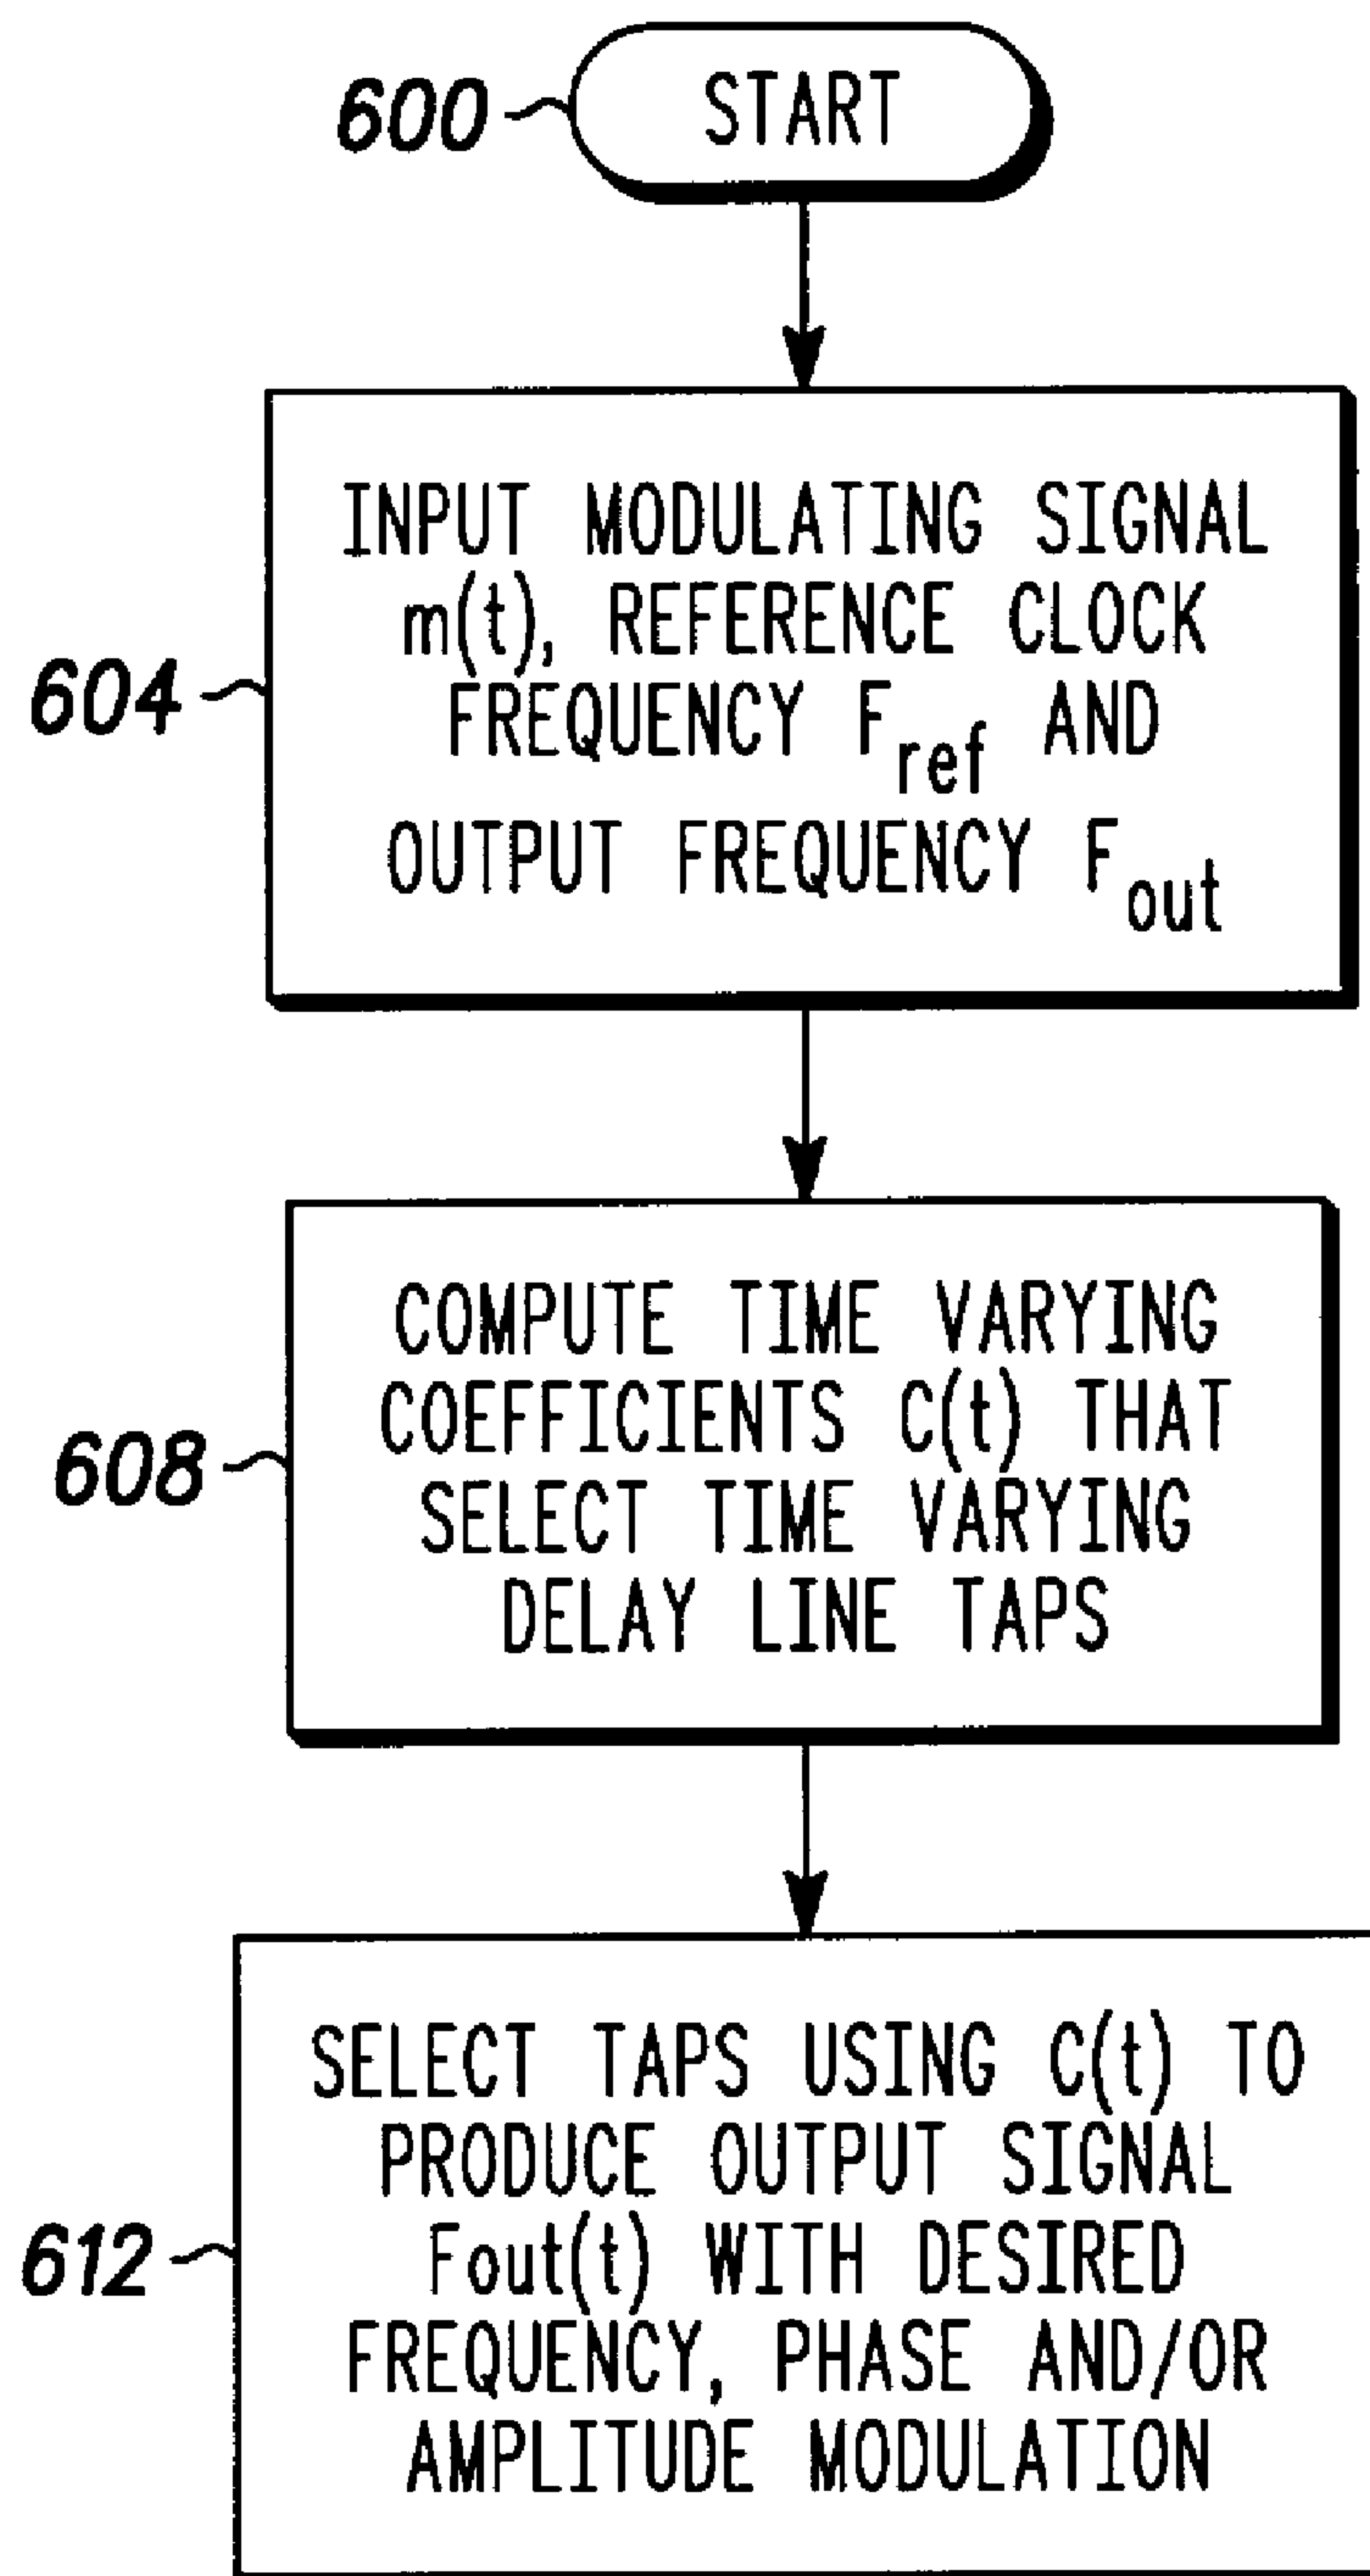 600
START
604
INPUT MODULATING SIGNAL
m(t), REFERENCE CLOCK
FREQUENCY F_ref AND
OUTPUT FREQUENCY F_out
608
COMPUTE TIME VARYING
COEFFICIENTS C(t) THAT
SELECT TIME VARYING
DELAY LINE TAPS
612
SELECT TAPS USING C(t) TO
PRODUCE OUTPUT SIGNAL
Fout(t) WITH DESIRED
FREQUENCY, PHASE AND/OR
AMPLITUDE MODULATION